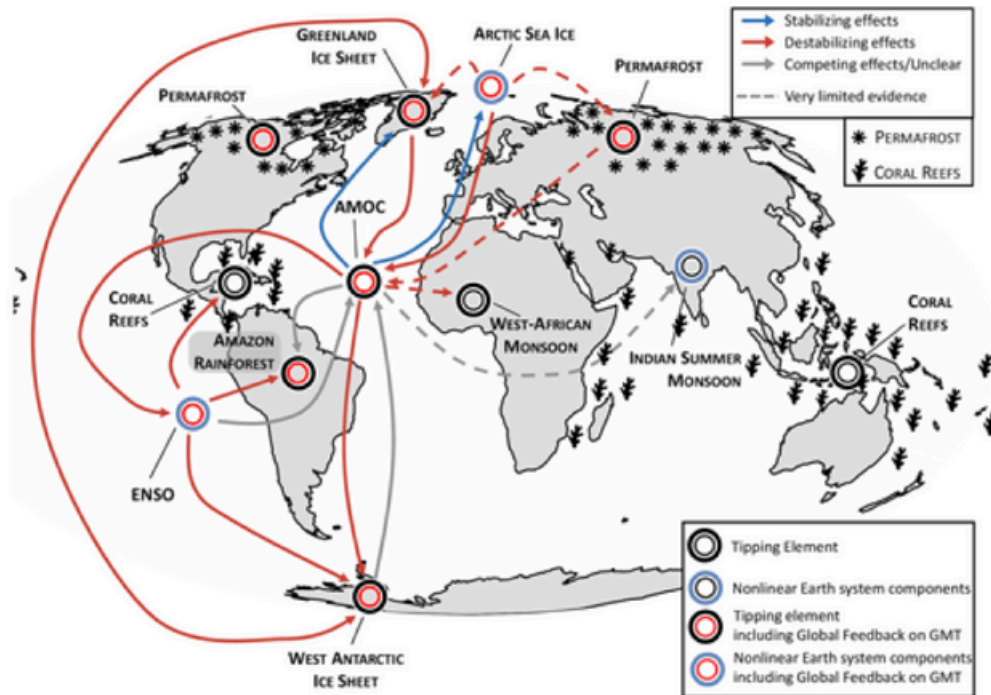 GREENLAND
ICE SHEET
ARCTIC SEA ICE
PERMAFROST
PERMAFROST
Stabilizing effects
Destabilizing effects
Competing effects/Unclear
Very limited evidence
PERMAFROST
CORAL REEFS
AMOC
CORAL
REEFS
AMAZON
RAINFOREST
WEST-AFRICAN
MONSOON
INDIAN SUMMER
MONSOON
CORAL
REEFS
ENSO
WEST ANTARCTIC
ICE SHEET
Tipping Element
Nonlinear Earth system components
Tipping element
including Global Feedback on GMT
Nonlinear Earth system components
including Global Feedback on GMT